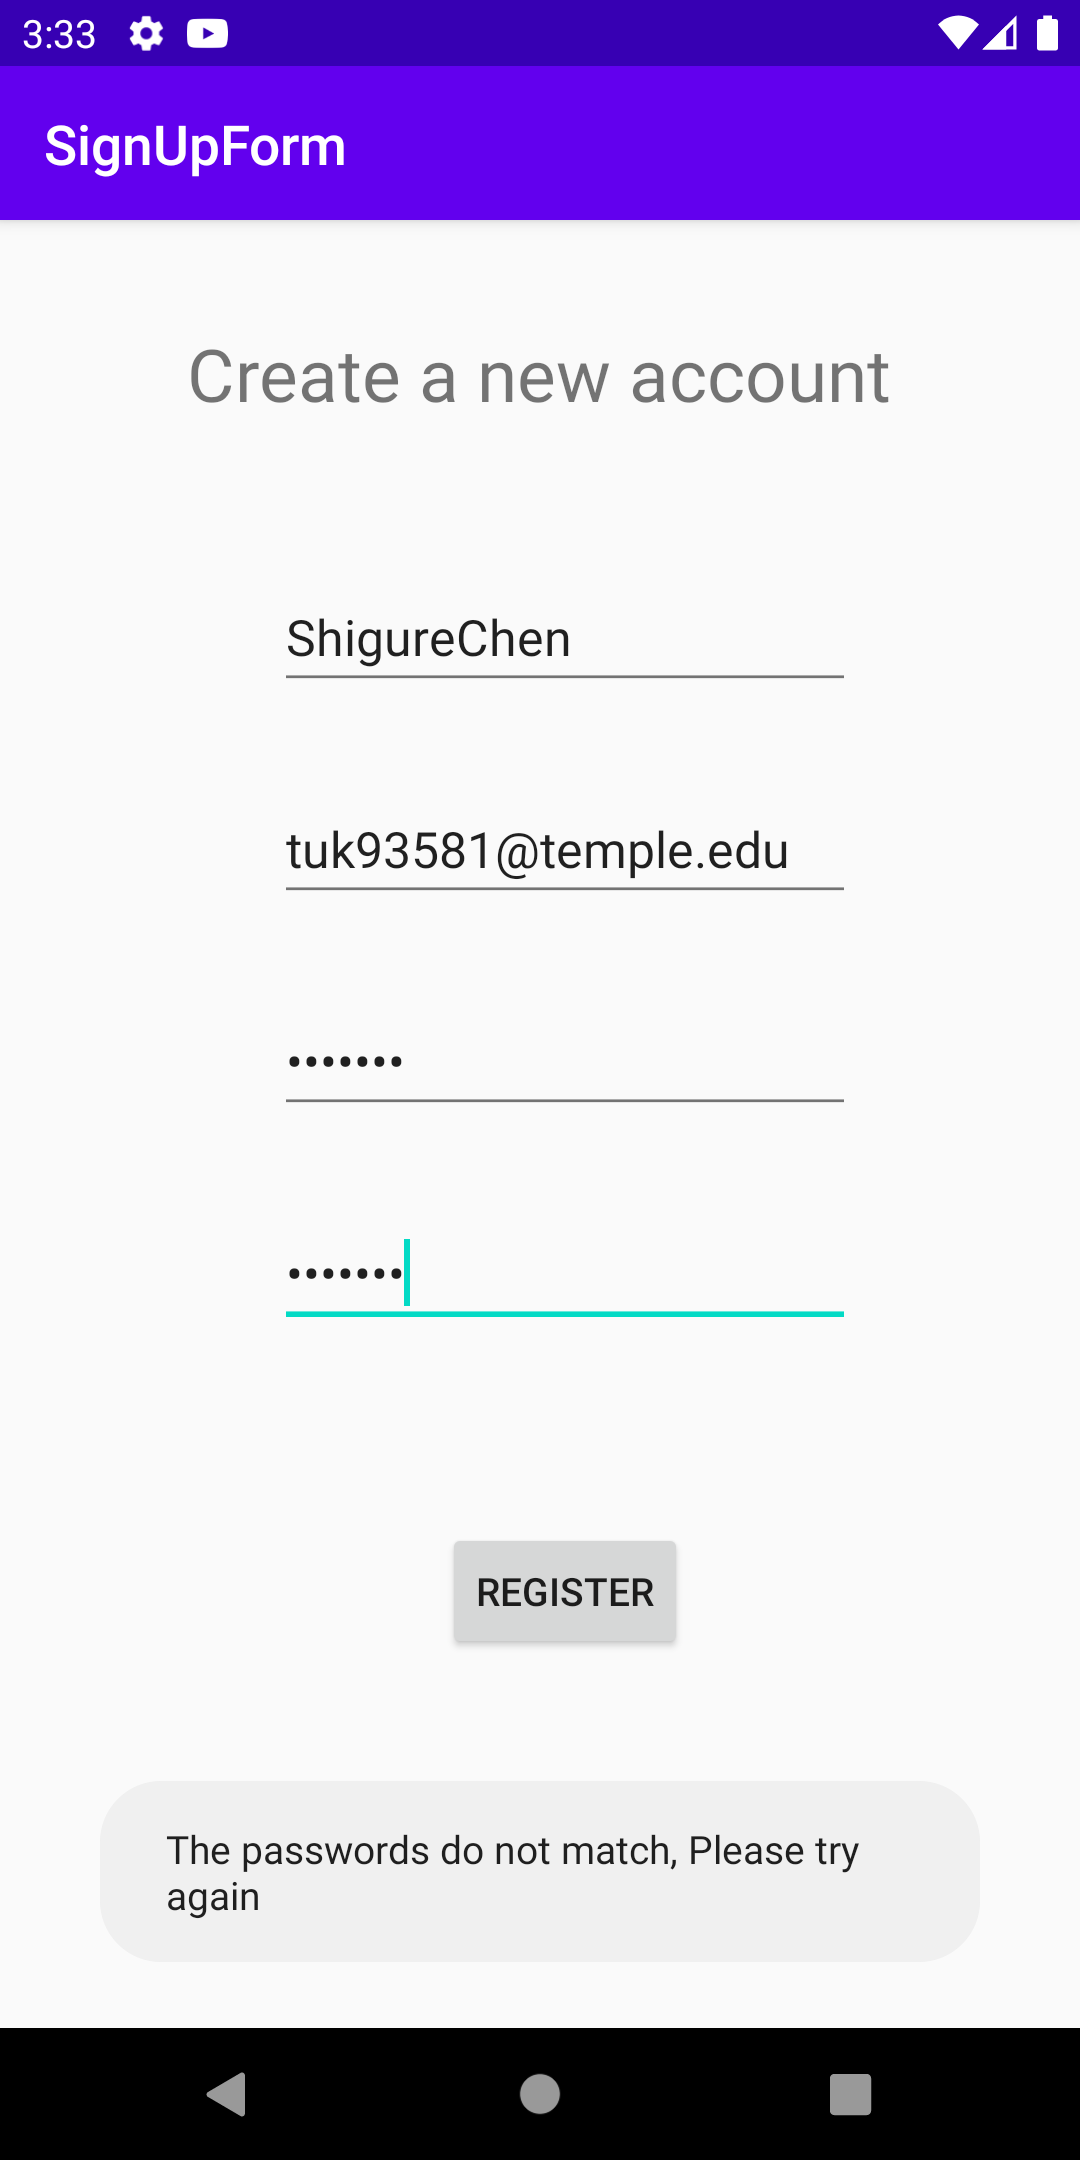 3:33
SignUpForm
Create a new account
ShigureChen
tuk93581@temple.edu
•••••••
•••••••
REGISTER
The passwords do not match, Please try
again